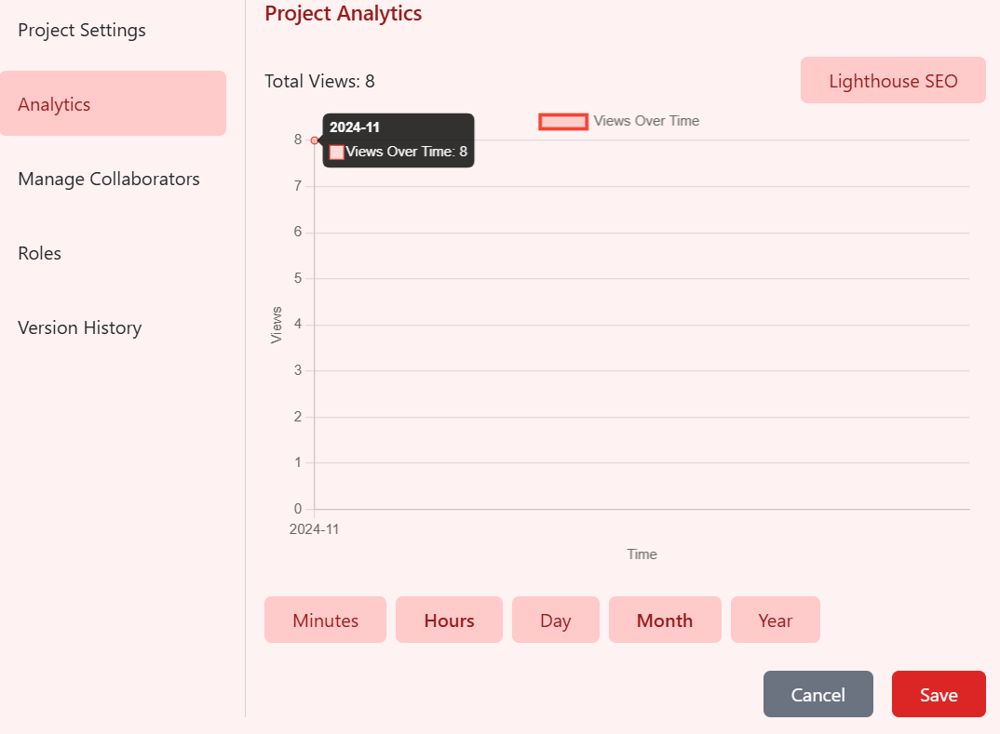 Project Settings
Analytics
Manage Collaborators
Roles
Version History
Project Analytics
Total Views: 8
Lighthouse SEO
Views Over Time
2024-11
Views Over Time: 8
8
7
6
5
4
3
2
1
0
Views
2024-11
Time
Minutes
Hours
Day
Month
Year
Cancel
Save